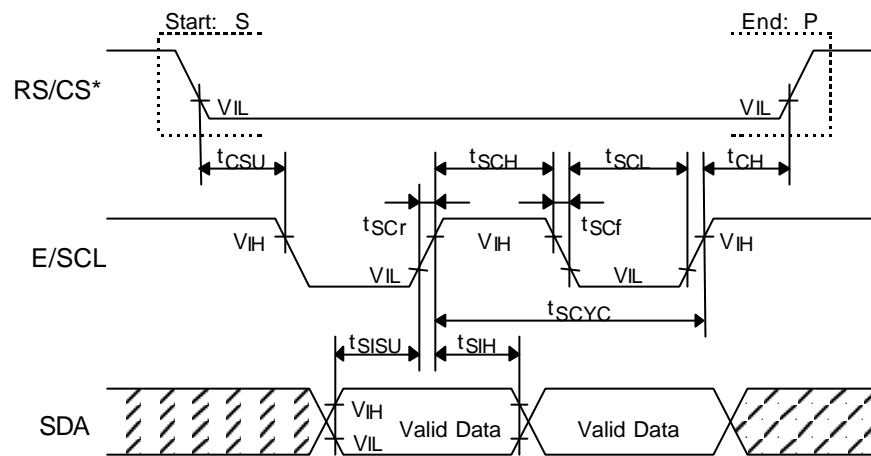 Start: S
End: P
RS/CS*
VIL
VIL
tCSU
tSCH
tSCL
tCH
tSCr
tSCf
E/SCL
VIH
VIH
VIH
VIL
VIL
tSCYC
tSISU
tSIH
SDA
VIH
VIL
Valid Data
Valid Data